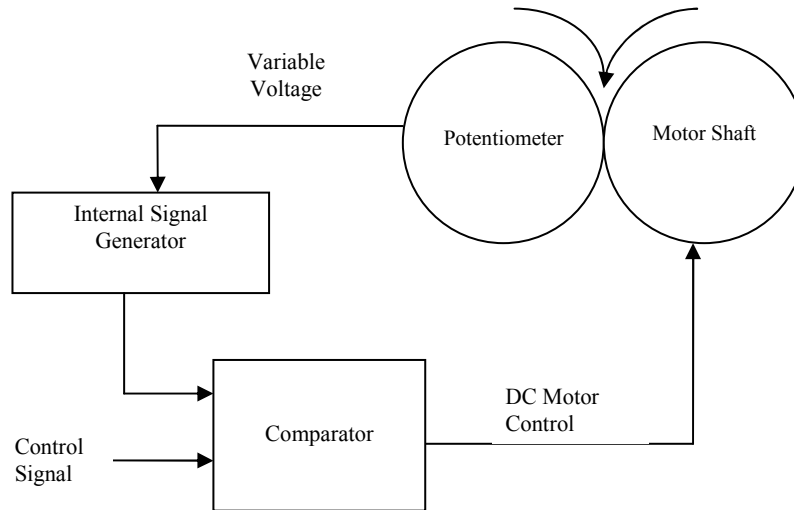 Variable
Voltage
Potentiometer
Motor Shaft
Internal Signal
Generator
DC Motor
Control
Comparator
Control
Signal